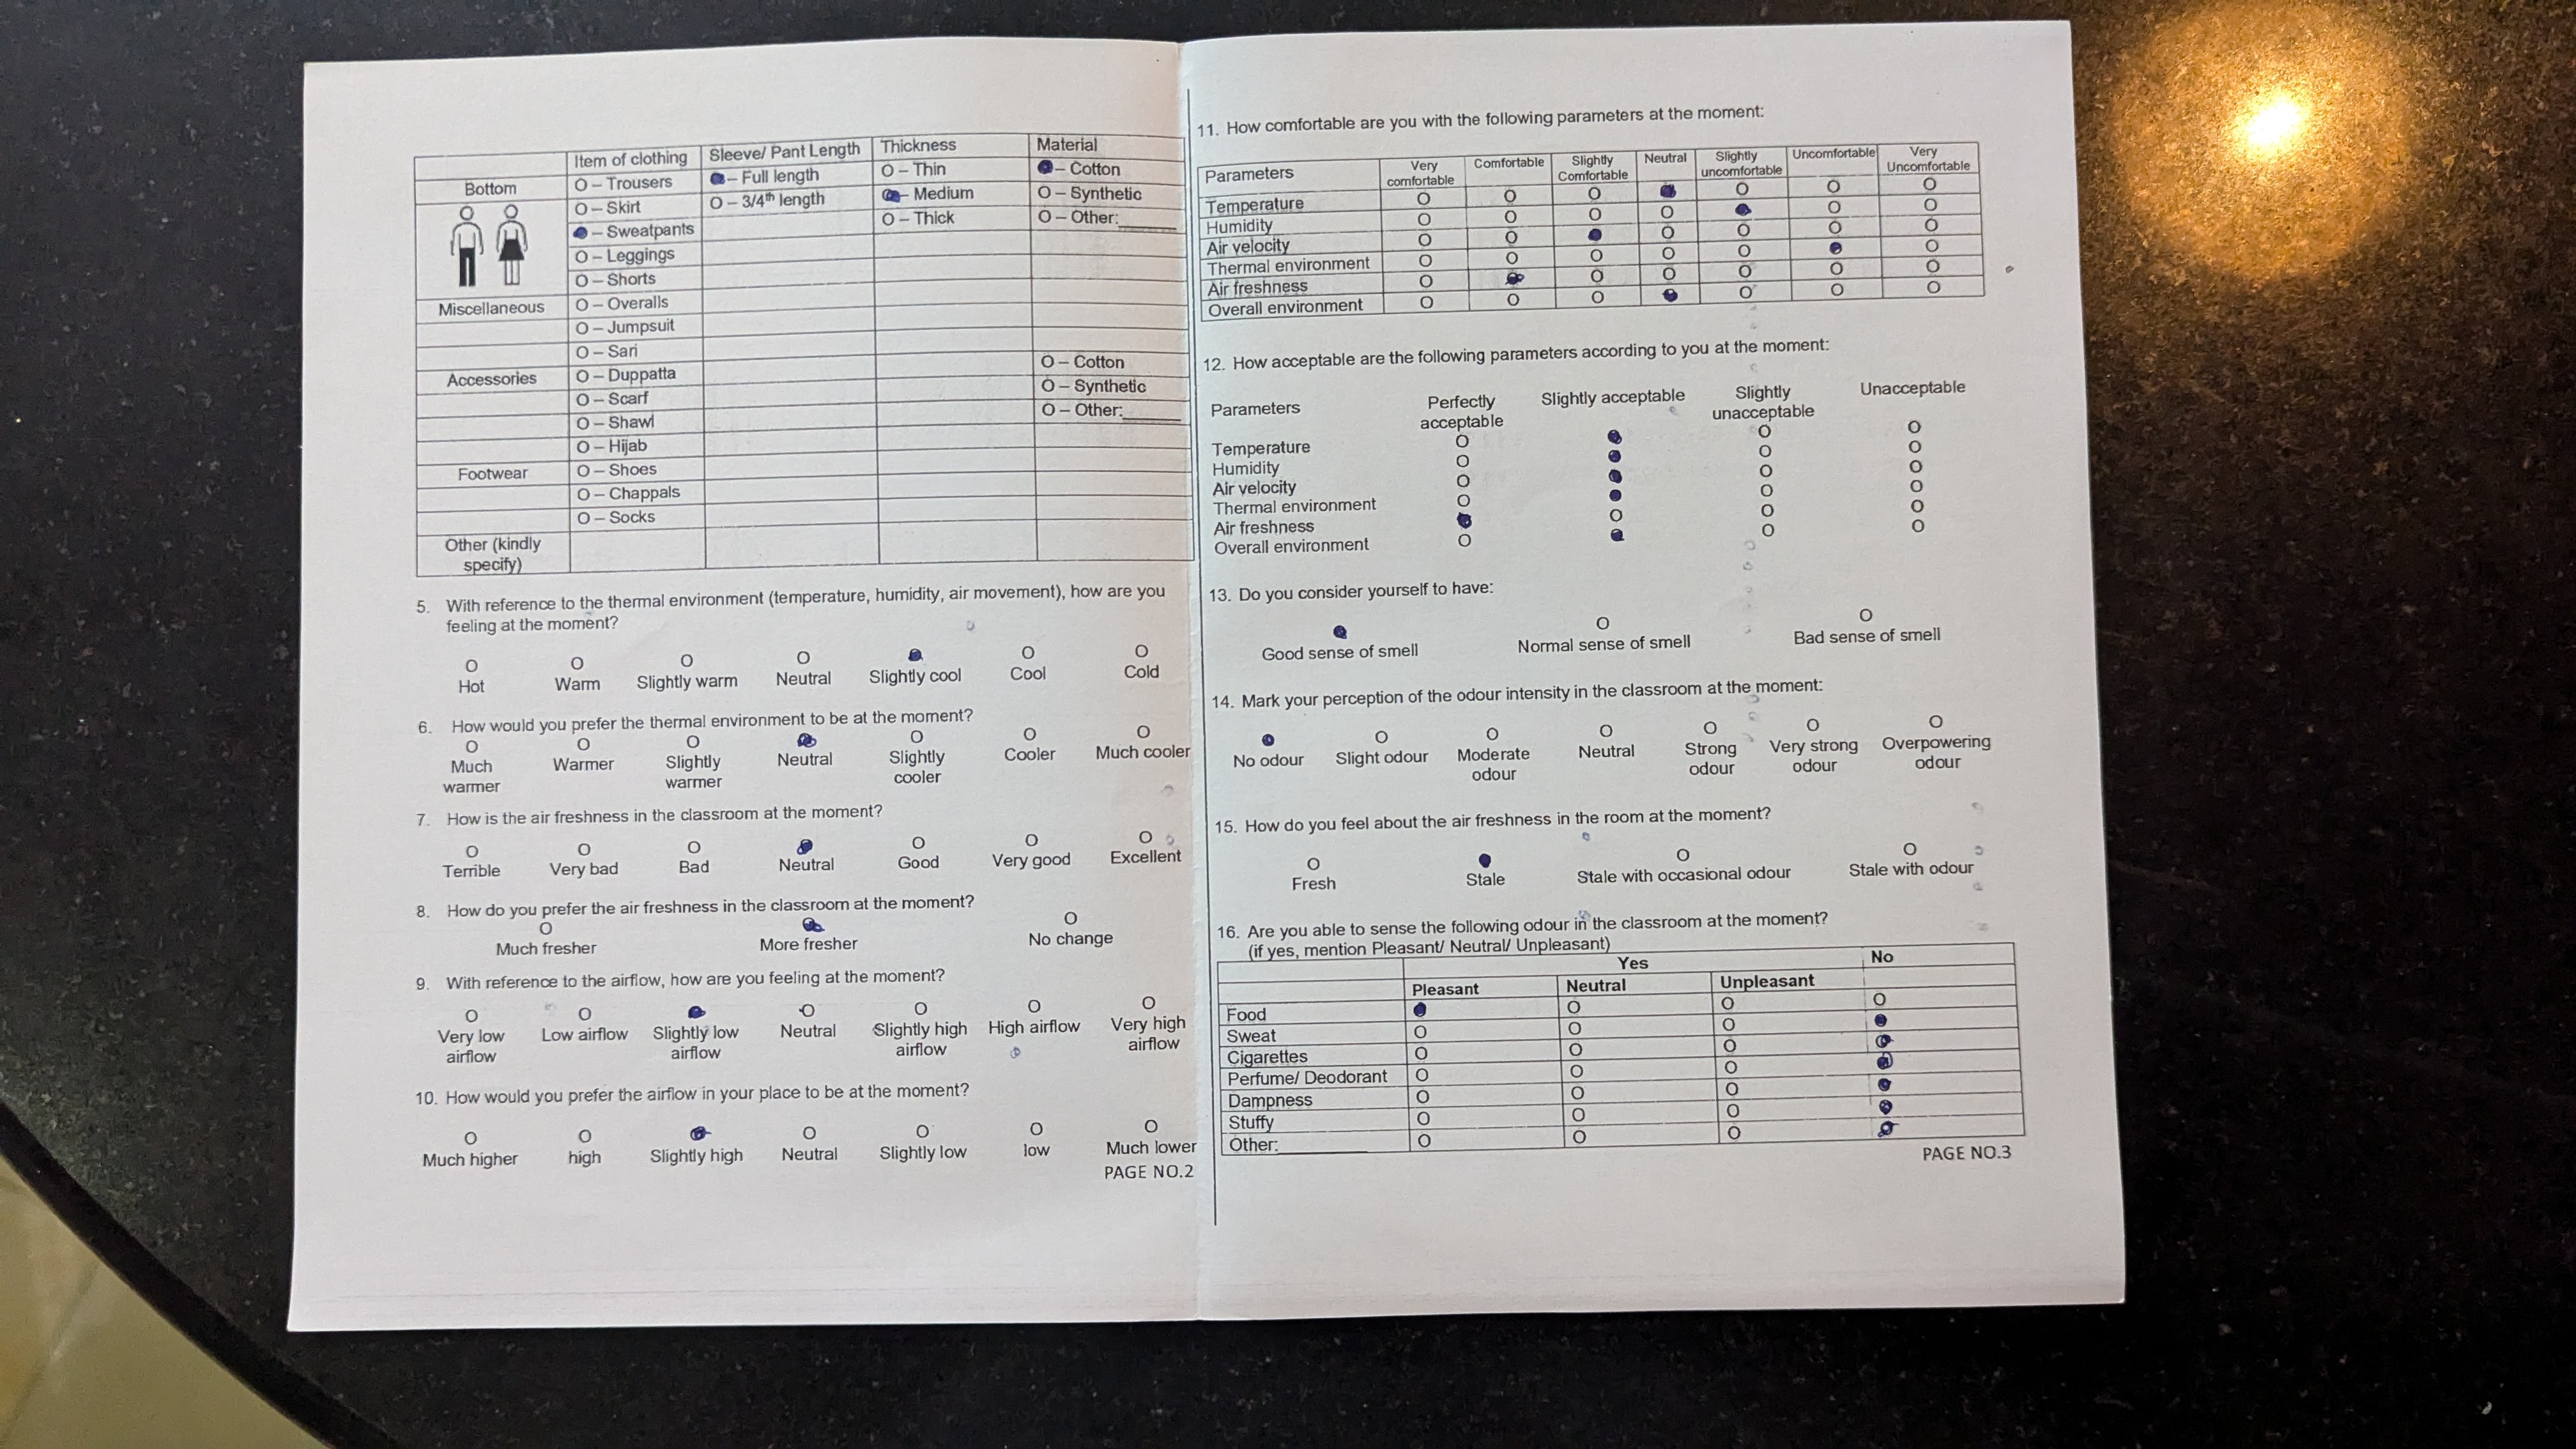 Item of clothing Sleeve/ Pant Length Thickness Material
Bottom O – Trousers ● – Full length O – Thin ● – Cotton
O – Skirt O – 3/4th length ● – Medium O – Synthetic
● – Sweatpants O – Thick O – Other:______
O – Leggings
O – Shorts
Miscellaneous O – Overalls
O – Jumpsuit
O – Sari O – Cotton
Accessories O – Duppatta O – Synthetic
O – Scarf O – Other:______
O – Shawl
O – Hijab
Footwear O – Shoes
O – Chappals
O – Socks
Other (kindly
specify)
5. With reference to the thermal environment (temperature, humidity, air movement), how are you
feeling at the moment?
O O O O ● O O
Hot Warm Slightly warm Neutral Slightly cool Cool Cold
6. How would you prefer the thermal environment to be at the moment?
O O O ● O O O
Much Warmer Slightly Neutral Slightly Cooler Much cooler
warmer warmer cooler
7. How is the air freshness in the classroom at the moment?
O O O ● O O O
Terrible Very bad Bad Neutral Good Very good Excellent
8. How do you prefer the air freshness in the classroom at the moment?
O ● O
Much fresher More fresher No change
9. With reference to the airflow, how are you feeling at the moment?
O O ● O O O O
Very low Low airflow Slightly low Neutral Slightly high High airflow Very high
airflow airflow airflow airflow
10. How would you prefer the airflow in your place to be at the moment?
O O ● O O O O
Much higher high Slightly high Neutral Slightly low low Much lower
PAGE NO.2
11. How comfortable are you with the following parameters at the moment:
Parameters Very Comfortable Slightly Neutral Slightly Uncomfortable Very
comfortable Comfortable uncomfortable Uncomfortable
Temperature O O O ● O O O
Humidity O O O O ● O O
Air velocity O O ● O O O O
Thermal environment O O O O O ● O
Air freshness O ● O O O O O
Overall environment O O O ● O O O
12. How acceptable are the following parameters according to you at the moment:
Parameters Perfectly Slightly acceptable Slightly Unacceptable
acceptable unacceptable
Temperature O ● O O
Humidity O ● O O
Air velocity O ● O O
Thermal environment O ● O O
Air freshness ● O O O
Overall environment O ● O O
13. Do you consider yourself to have:
● O O
Good sense of smell Normal sense of smell Bad sense of smell
14. Mark your perception of the odour intensity in the classroom at the moment:
● O O O O O O
No odour Slight odour Moderate Neutral Strong Very strong Overpowering
odour odour odour odour
15. How do you feel about the air freshness in the room at the moment?
O ● O O
Fresh Stale Stale with occasional odour Stale with odour
16. Are you able to sense the following odour in the classroom at the moment?
(if yes, mention Pleasant/ Neutral/ Unpleasant)
Yes No
Pleasant Neutral Unpleasant
Food ● O O O
Sweat O O O ●
Cigarettes O O O ●
Perfume/ Deodorant O O O ●
Dampness O O O ●
Stuffy O O O ●
Other:__________ O O O ●
PAGE NO.3